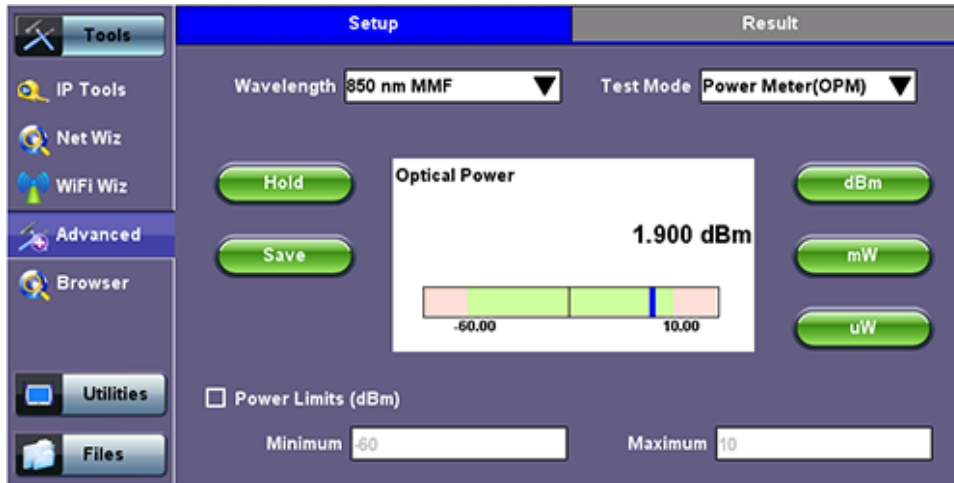 Tools
IP Tools
Net Wiz
WiFi Wiz
Advanced
Browser
Utilities
Files
Setup
Result
Wavelength 850 nm MMF
Test Mode Power Meter(OPM)
Hold
Save
Optical Power
1.900 dBm
-60.00 10.00
dBm
mW
uW
Power Limits (dBm)
Minimum -60
Maximum 10